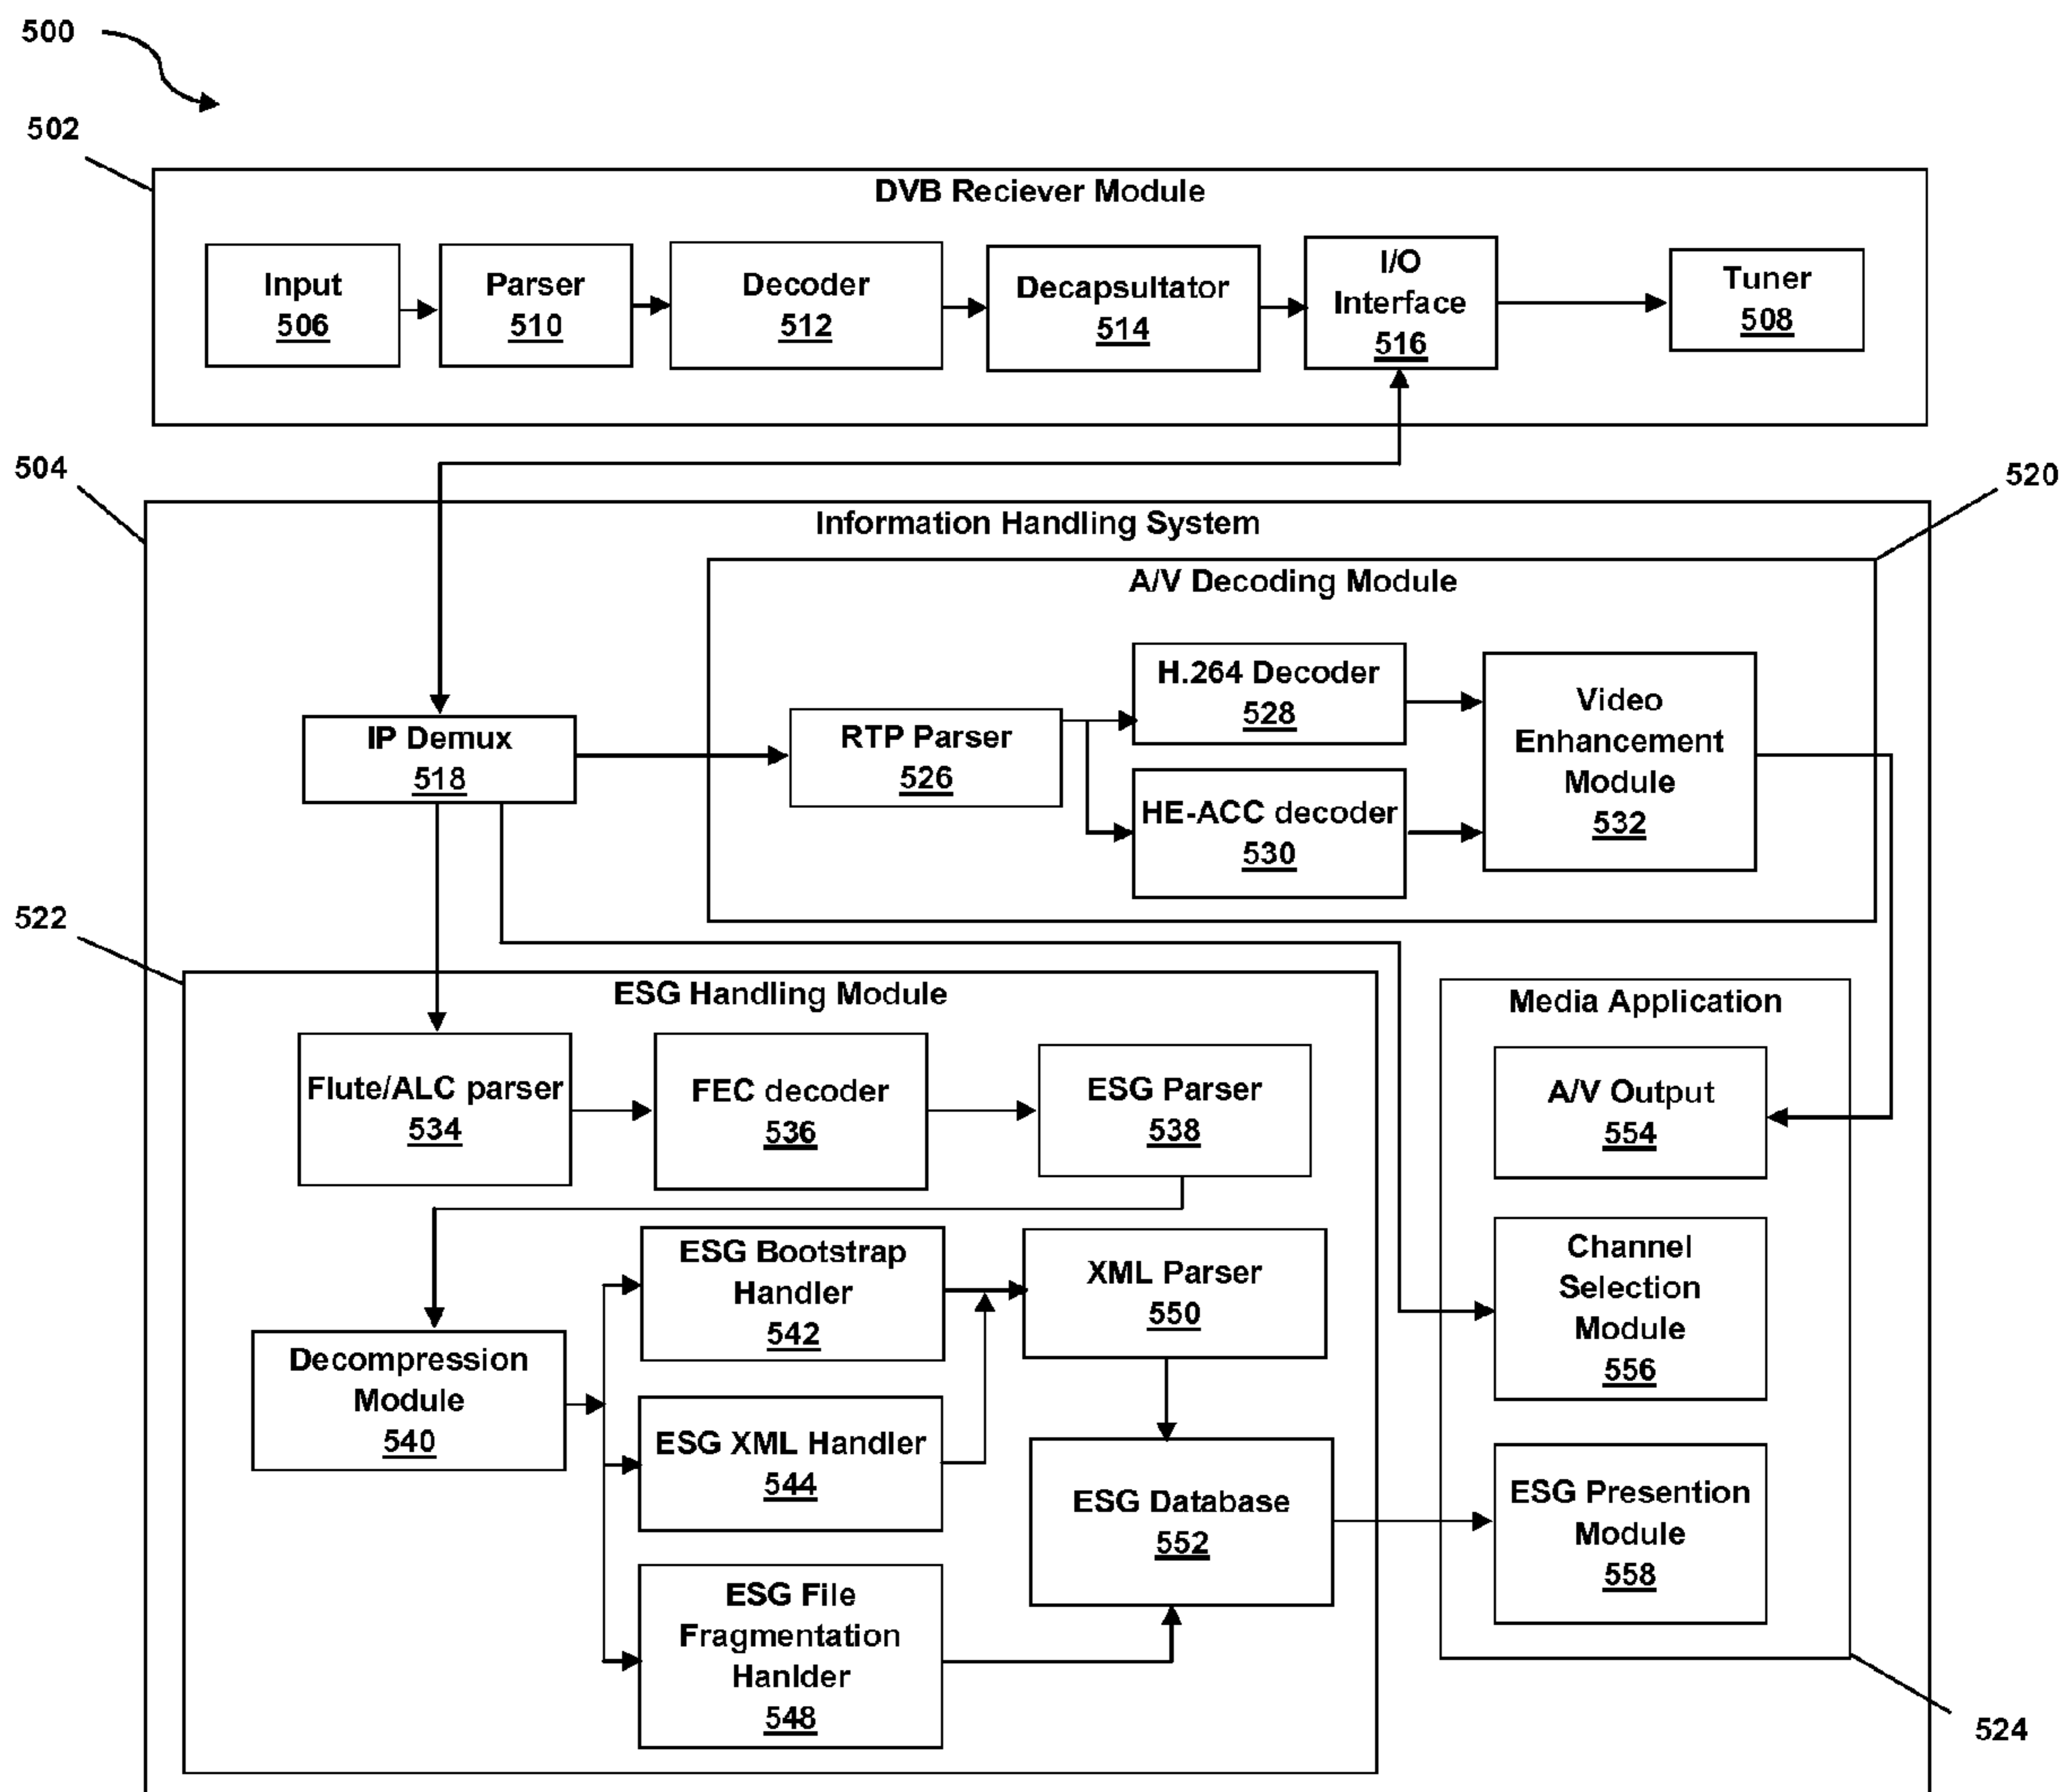 500
502
DVB Reciever Module
Input
506
Parser
510
Decoder
512
Decapsultator
514
I/O
Interface
516
Tuner
508
504
520
Information Handling System
A/V Decoding Module
IP Demux
518
RTP Parser
526
H.264 Decoder
528
HE-ACC decoder
530
Video
Enhancement
Module
532
522
ESG Handling Module
Flute/ALC parser
534
FEC decoder
536
ESG Parser
538
Decompression
Module
540
ESG Bootstrap
Handler
542
ESG XML Handler
544
ESG File
Fragmentation
Hanlder
548
XML Parser
550
ESG Database
552
Media Application
A/V Output
554
Channel
Selection
Module
556
ESG Presention
Module
558
524